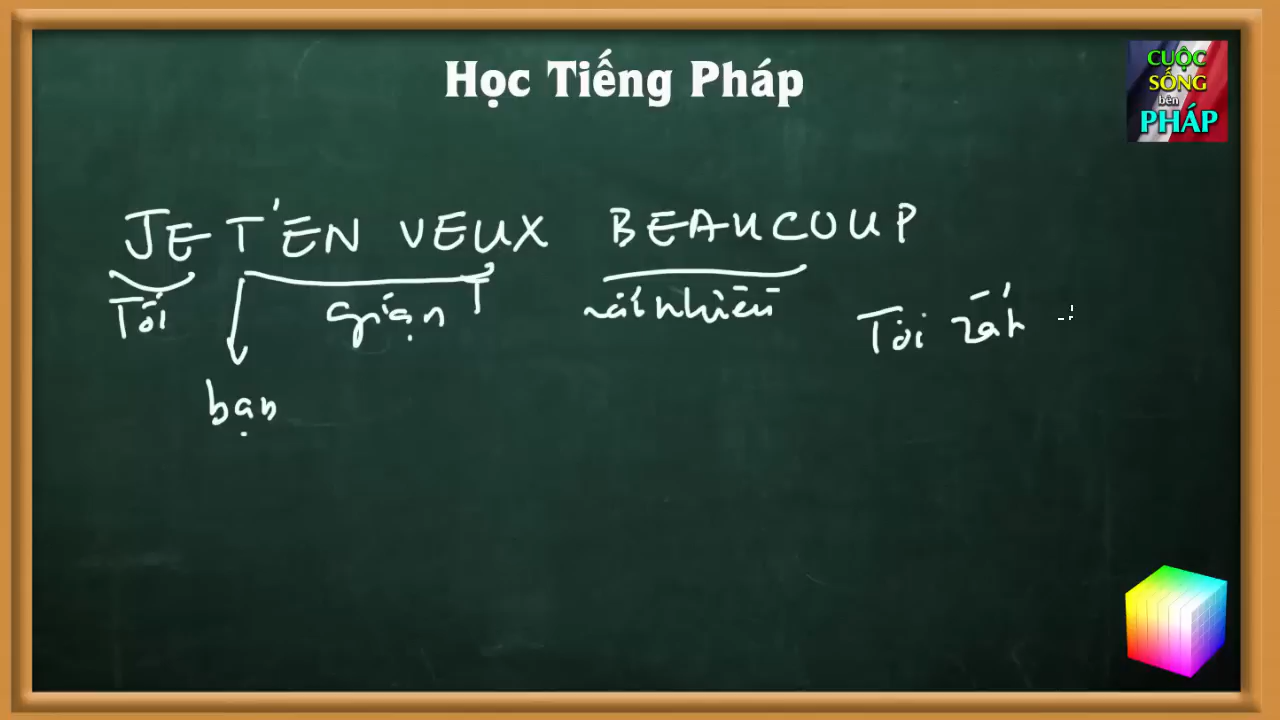 Học Tiếng Pháp
CUỘC
SỐNG
bên
PHÁP
JE T'EN VEUX BEAUCOUP
Tôi giận rất nhiều
Tôi rất
bạn